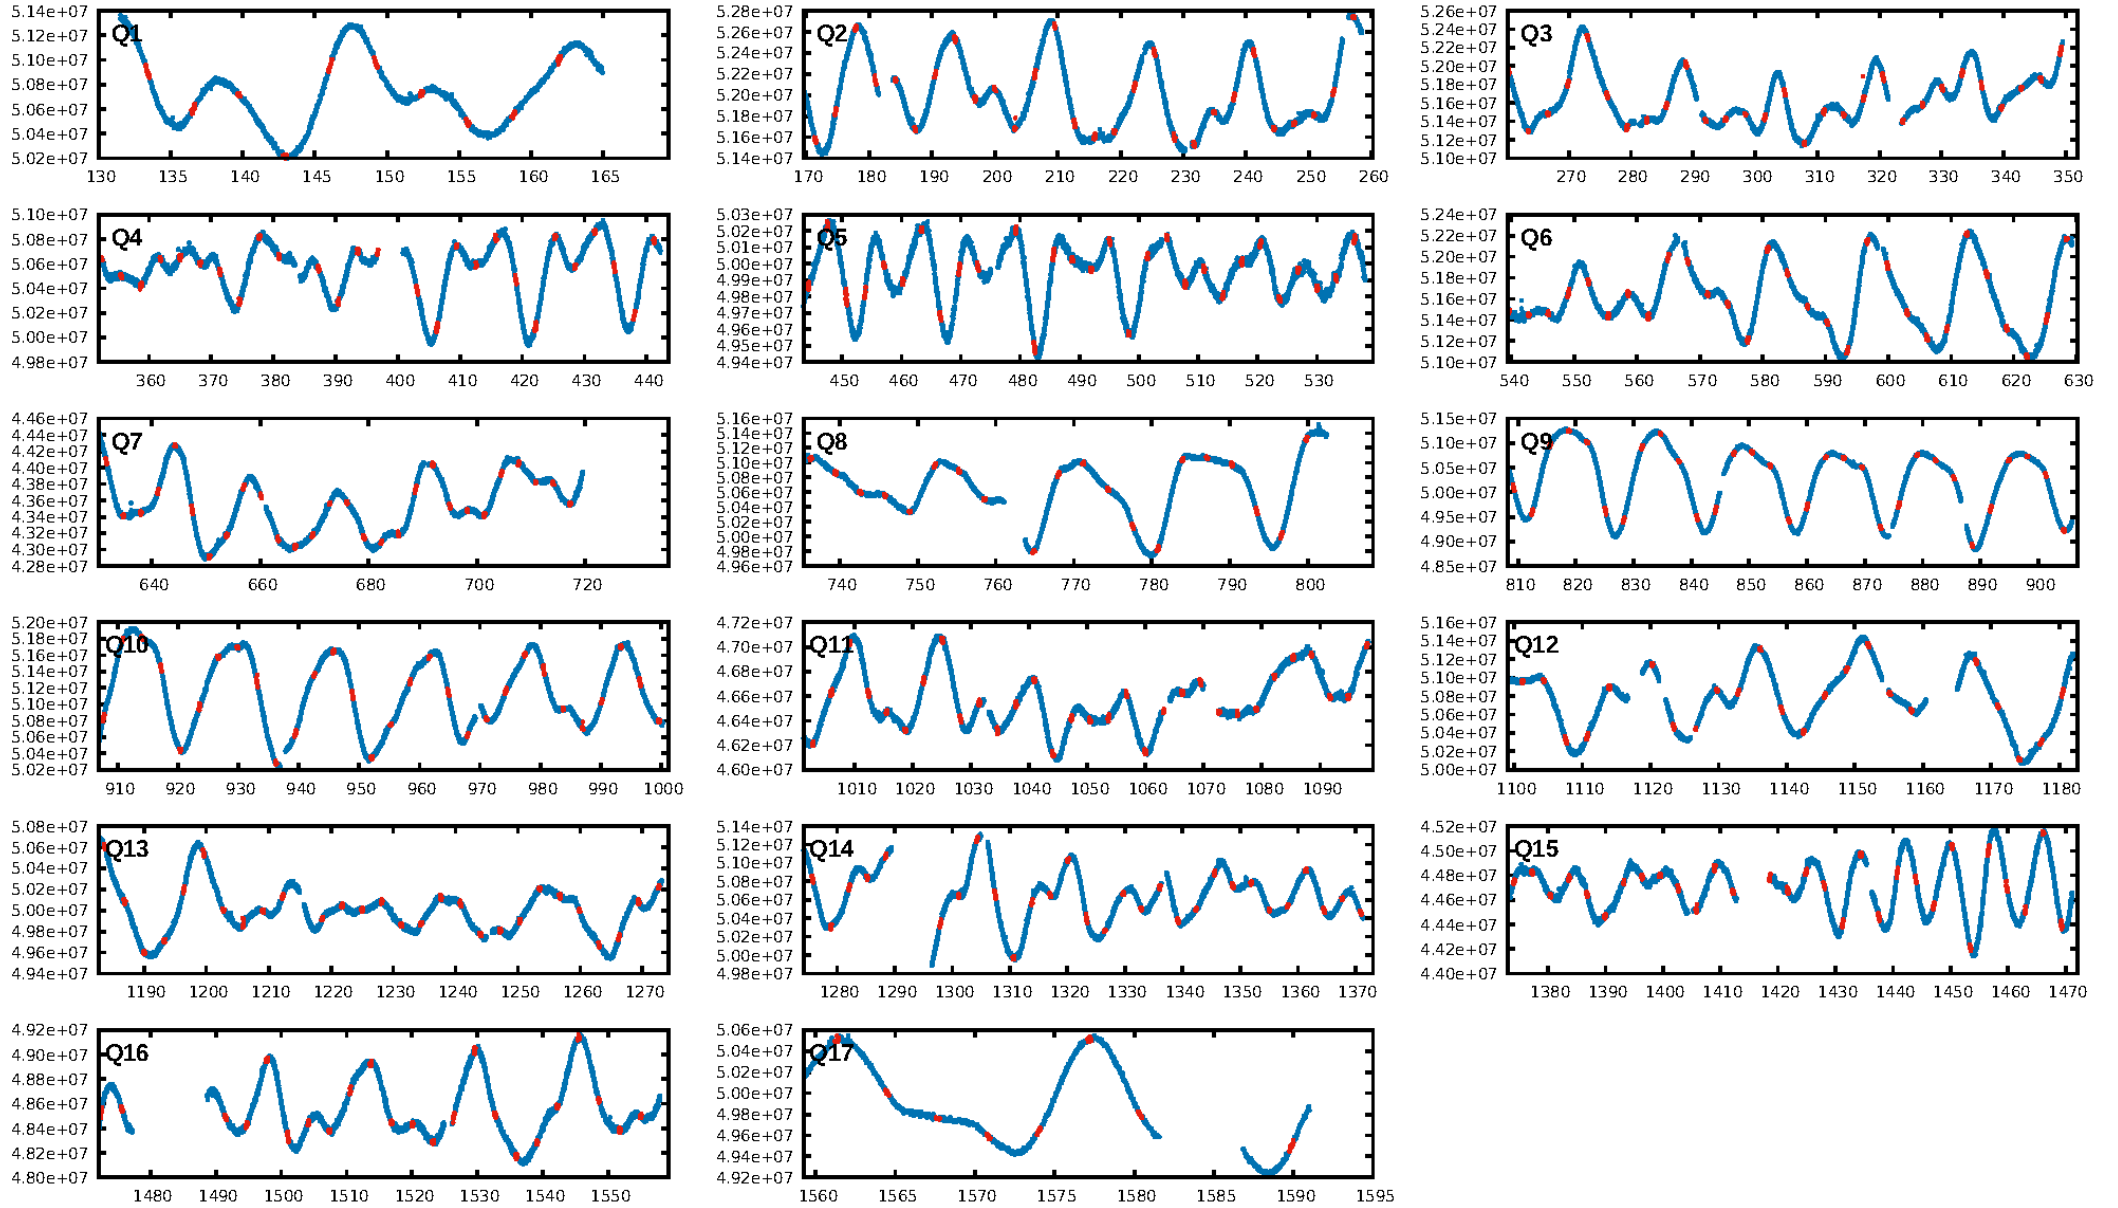 Q1
5.14e+07
5.12e+07
5.10e+07
5.08e+07
5.06e+07
5.04e+07
5.02e+07
130 135 140 145 150 155 160 165
Q2
5.28e+07
5.26e+07
5.24e+07
5.22e+07
5.20e+07
5.18e+07
5.16e+07
5.14e+07
170 180 190 200 210 220 230 240 250 260
Q3
5.26e+07
5.24e+07
5.22e+07
5.20e+07
5.18e+07
5.16e+07
5.14e+07
5.12e+07
5.10e+07
270 280 290 300 310 320 330 340 350
Q4
5.10e+07
5.08e+07
5.06e+07
5.04e+07
5.02e+07
5.00e+07
4.98e+07
360 370 380 390 400 410 420 430 440
Q5
5.03e+07
5.02e+07
5.01e+07
5.00e+07
4.99e+07
4.98e+07
4.97e+07
4.96e+07
4.95e+07
4.94e+07
450 460 470 480 490 500 510 520 530
Q6
5.24e+07
5.22e+07
5.20e+07
5.18e+07
5.16e+07
5.14e+07
5.12e+07
5.10e+07
540 550 560 570 580 590 600 610 620 630
Q7
4.46e+07
4.44e+07
4.42e+07
4.40e+07
4.38e+07
4.36e+07
4.34e+07
4.32e+07
4.30e+07
4.28e+07
640 660 680 700 720
Q8
5.16e+07
5.14e+07
5.12e+07
5.10e+07
5.08e+07
5.06e+07
5.04e+07
5.02e+07
5.00e+07
4.98e+07
4.96e+07
740 750 760 770 780 790 800
Q9
5.15e+07
5.10e+07
5.05e+07
5.00e+07
4.95e+07
4.90e+07
4.85e+07
810 820 830 840 850 860 870 880 890 900
Q10
5.20e+07
5.18e+07
5.16e+07
5.14e+07
5.12e+07
5.10e+07
5.08e+07
5.06e+07
5.04e+07
5.02e+07
910 920 930 940 950 960 970 980 990 1000
Q11
4.72e+07
4.70e+07
4.68e+07
4.66e+07
4.64e+07
4.62e+07
4.60e+07
1010 1020 1030 1040 1050 1060 1070 1080 1090
Q12
5.16e+07
5.14e+07
5.12e+07
5.10e+07
5.08e+07
5.06e+07
5.04e+07
5.02e+07
5.00e+07
1100 1110 1120 1130 1140 1150 1160 1170 1180
Q13
5.08e+07
5.06e+07
5.04e+07
5.02e+07
5.00e+07
4.98e+07
4.96e+07
4.94e+07
1190 1200 1210 1220 1230 1240 1250 1260 1270
Q14
5.14e+07
5.12e+07
5.10e+07
5.08e+07
5.06e+07
5.04e+07
5.02e+07
5.00e+07
4.98e+07
1280 1290 1300 1310 1320 1330 1340 1350 1360 1370
Q15
4.52e+07
4.50e+07
4.48e+07
4.46e+07
4.44e+07
4.42e+07
4.40e+07
1380 1390 1400 1410 1420 1430 1440 1450 1460 1470
Q16
4.92e+07
4.90e+07
4.88e+07
4.86e+07
4.84e+07
4.82e+07
4.80e+07
1480 1490 1500 1510 1520 1530 1540 1550
Q17
5.06e+07
5.04e+07
5.02e+07
5.00e+07
4.98e+07
4.96e+07
4.94e+07
4.92e+07
1560 1565 1570 1575 1580 1585 1590 1595